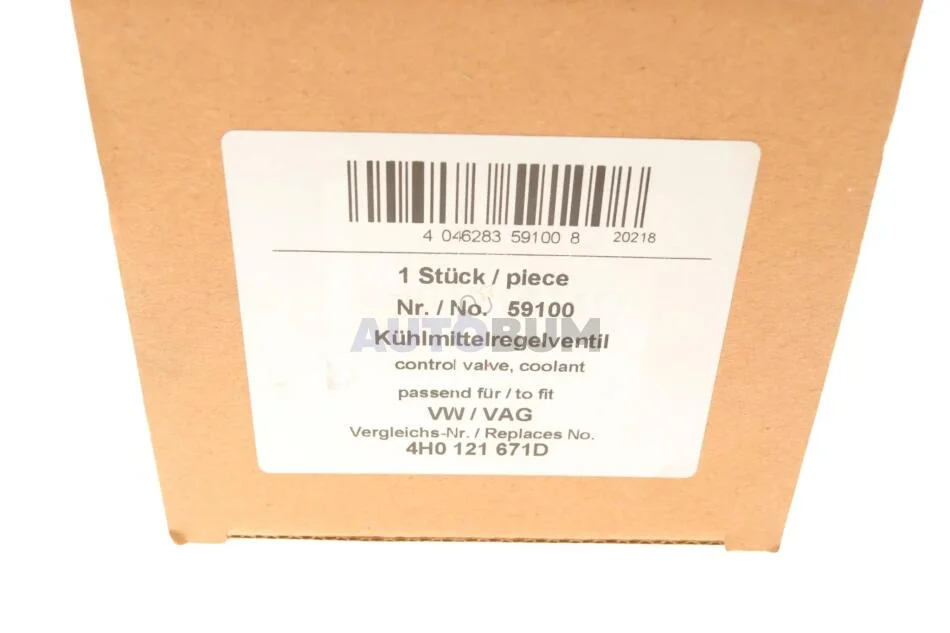 4 046283 59100 8 20218
1 Stück / piece
Nr. / No. 59100
AUTOBUM
Kühlmittelregelventil
control valve, coolant
passend für / to fit
VW / VAG
Vergleichs-Nr. / Replaces No.
4H0 121 671D